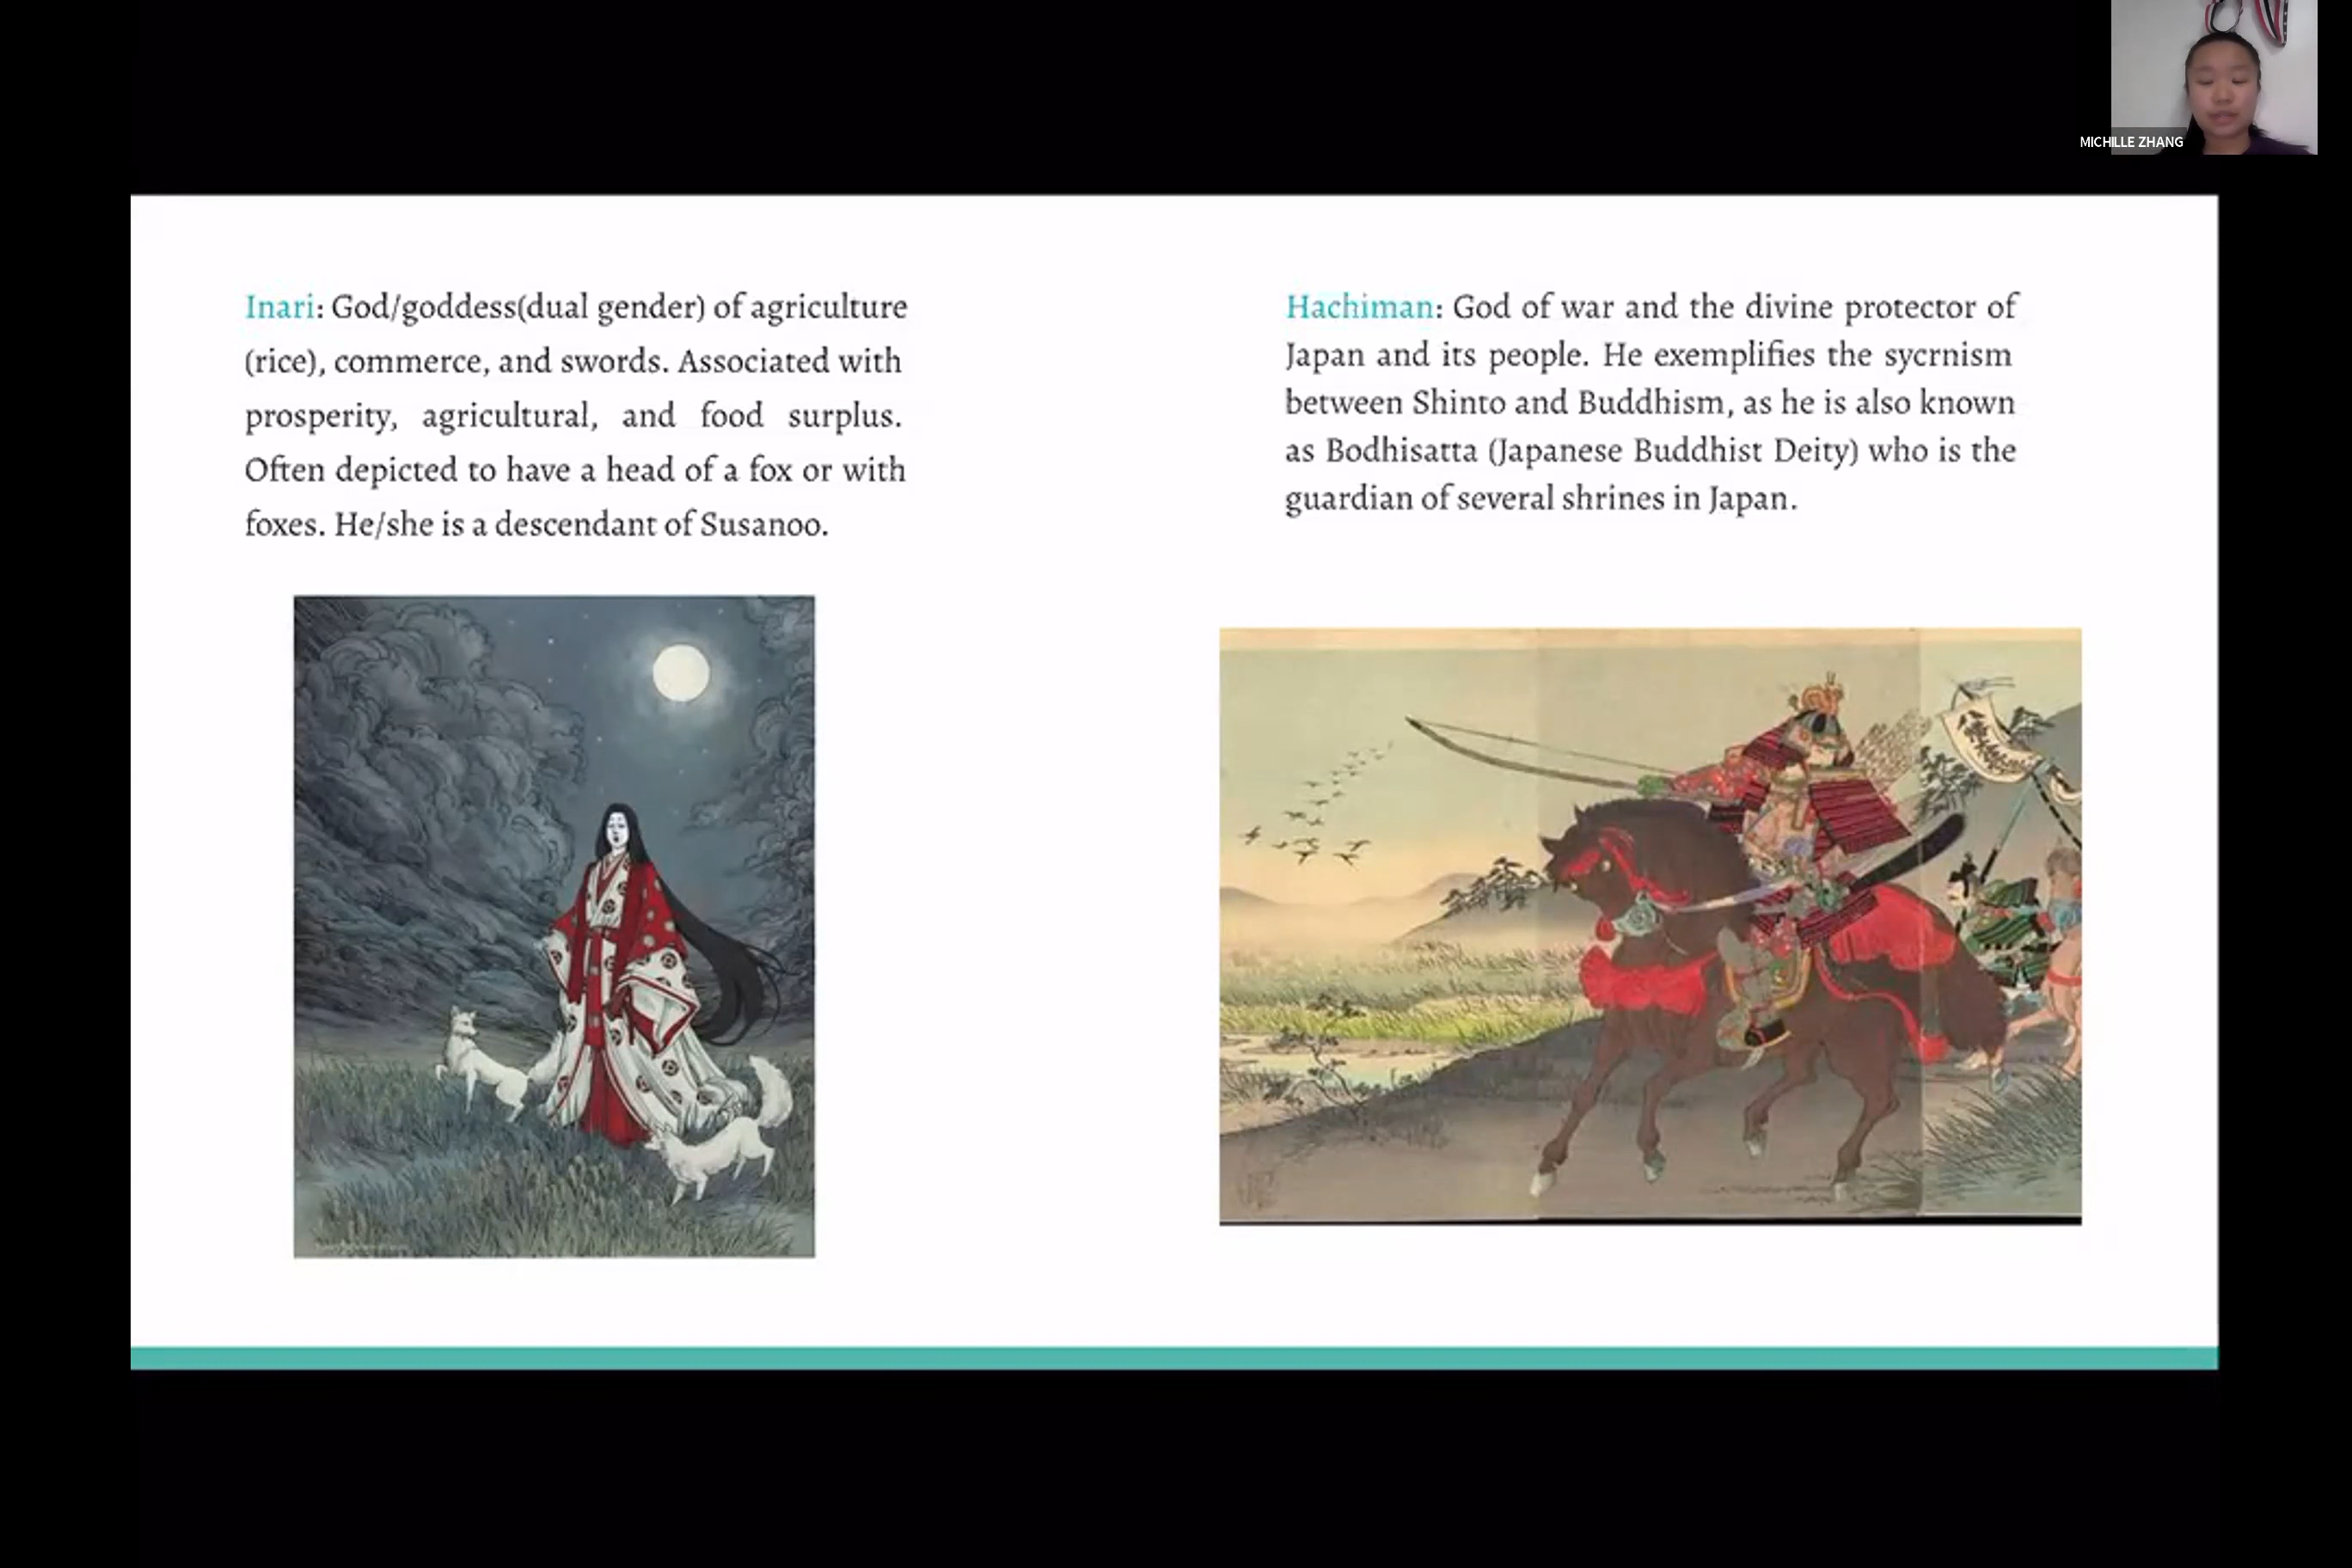 MICHILLE ZHANG
Inari: God/goddess(dual gender) of agriculture
(rice), commerce, and swords. Associated with
prosperity, agricultural, and food surplus.
Often depicted to have a head of a fox or with
foxes. He/she is a descendant of Susanoo.
Hachiman: God of war and the divine protector of
Japan and its people. He exemplifies the sycrnism
between Shinto and Buddhism, as he is also known
as Bodhisatta (Japanese Buddhist Deity) who is the
guardian of several shrines in Japan.